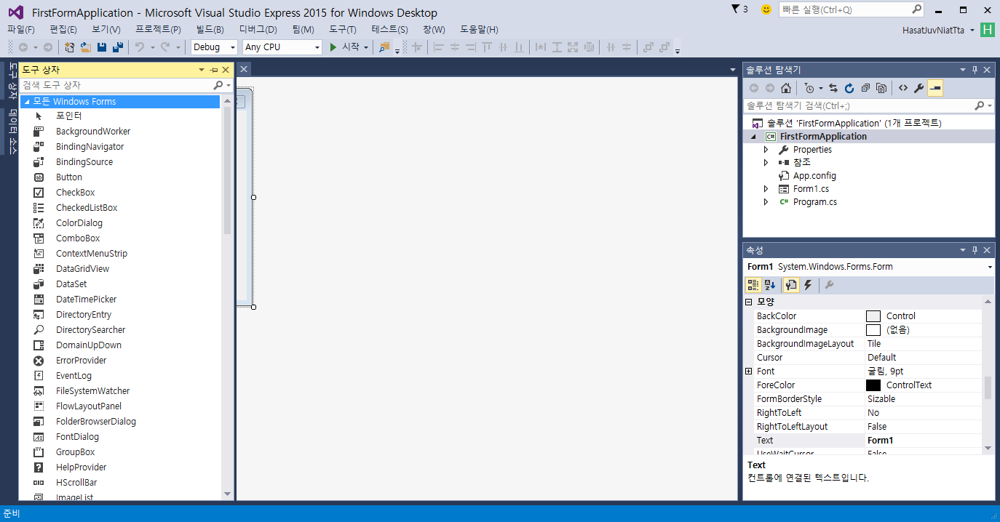 FirstFormApplication - Microsoft Visual Studio Express 2015 for Windows Desktop
3
빠른 실행(Ctrl+Q)
파일(F) 편집(E) 보기(V) 프로젝트(P) 빌드(B) 디버그(D) 팀(M) 도구(T) 테스트(S) 창(W) 도움말(H)
HasatJuvNiatTta
H
Debug
Any CPU
시작
도구 상자
데이터 소스
도구 상자
검색 도구 상자
모든 Windows Forms
포인터
BackgroundWorker
BindingNavigator
BindingSource
Button
CheckBox
CheckedListBox
ColorDialog
ComboBox
ContextMenuStrip
DataGridView
DataSet
DateTimePicker
DirectoryEntry
DirectorySearcher
DomainUpDown
ErrorProvider
EventLog
FileSystemWatcher
FlowLayoutPanel
FolderBrowserDialog
FontDialog
GroupBox
HelpProvider
HScrollBar
ImageList
솔루션 탐색기
솔루션 탐색기 검색(Ctrl+;)
솔루션 'FirstFormApplication' (1개 프로젝트)
C# FirstFormApplication
Properties
참조
App.config
Form1.cs
C# Program.cs
속성
Form1 System.Windows.Forms.Form
모양
BackColor Control
BackgroundImage (없음)
BackgroundImageLayout Tile
Cursor Default
Font 굴림, 9pt
ForeColor ControlText
FormBorderStyle Sizable
RightToLeft No
RightToLeftLayout False
Text Form1
UseWaitCursor False
Text
컨트롤에 연결된 텍스트입니다.
준비